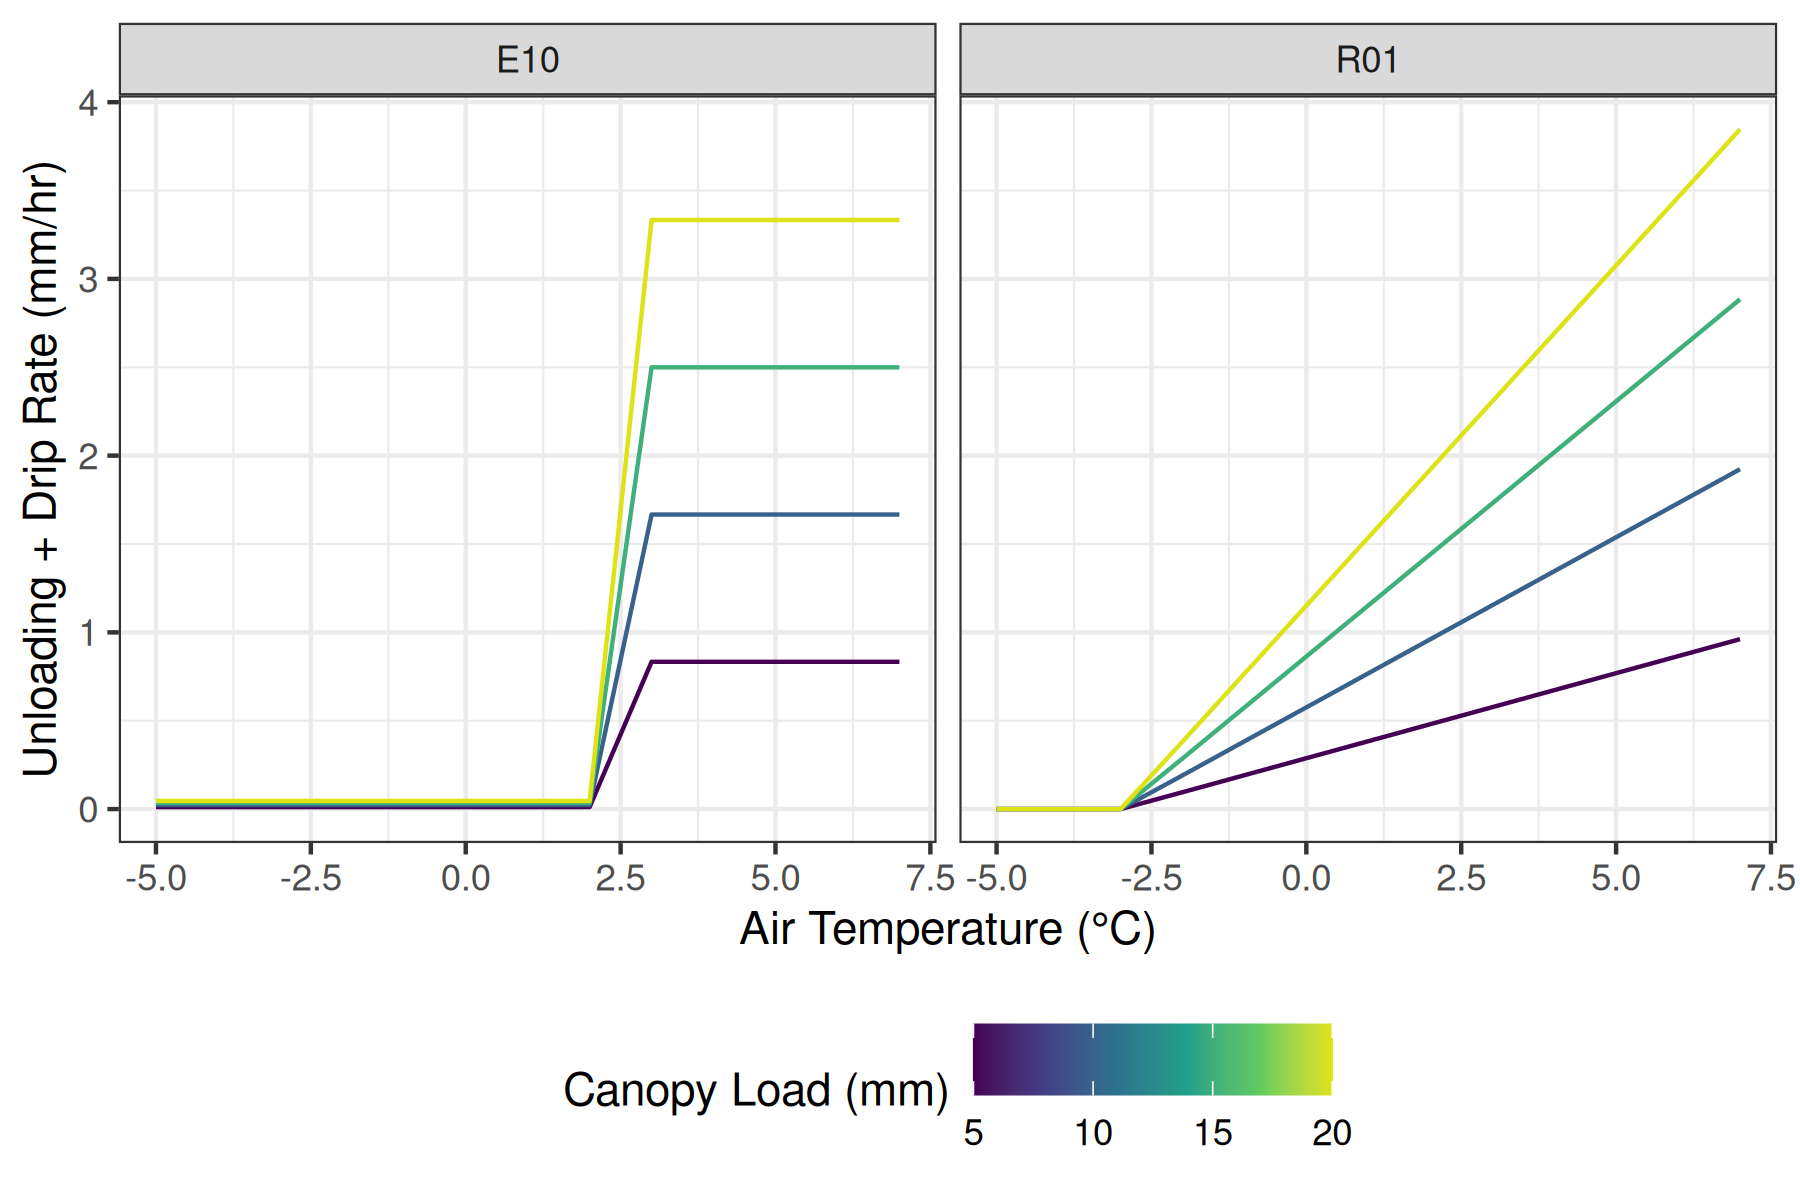 E10
R01
Unloading + Drip Rate (mm/hr)
4
3
2
1
0
-5.0 -2.5 0.0 2.5 5.0 7.5
-5.0 -2.5 0.0 2.5 5.0 7.5
Air Temperature (°C)
Canopy Load (mm)
5 10 15 20